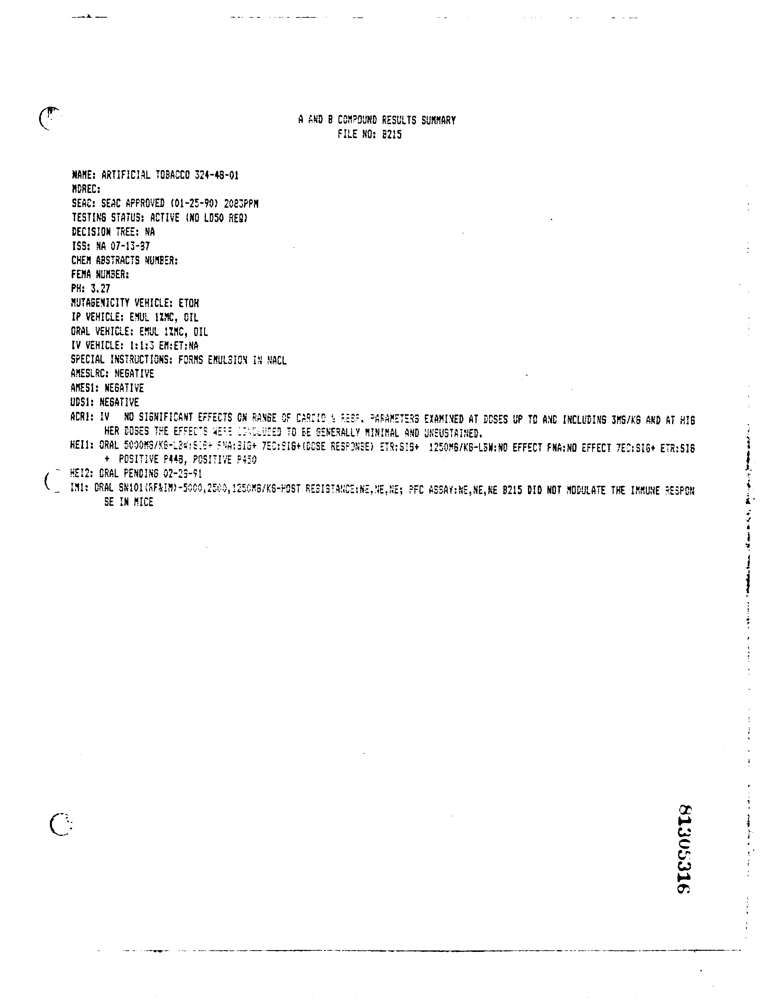 A AND B COMPOUND RESULTS SUMMARY
FILE NO: B215
NAME: ARTIFICIAL TOBACCO 324-48-01
MDREC:
SEAC: SEAC APPROVED (01-25-90) 2083PPM
TESTING STATUS: ACTIVE (NO LD50 REQ)
DECISION TREE: NA
ISS: NA 07-13-87
CHEM ABSTRACTS NUMBER:
FEMA NUMBER:
PH: 3.27
MUTAGENICITY VEHICLE: ETOH
IP VEHICLE: EMUL 1%MC, OIL
ORAL VEHICLE: EMUL 1%MC, OIL
IV VEHICLE: 1:1:3 EM:ET:NA
SPECIAL INSTRUCTIONS: FORMS EMULSION IN NACL
AMESLRC: NEGATIVE
AMES1: NEGATIVE
UDS1: NEGATIVE
ACR1: IV NO SIGNIFICANT EFFECTS ON RANGE OF CARDIO & RESP. PARAMETERS EXAMINED AT DOSES UP TO AND INCLUDING 3MG/KG AND AT HIG
HER DOSES THE EFFECTS WERE CONCLUDED TO BE GENERALLY MINIMAL AND UNSUSTAINED.
HEI1: ORAL 5000MG/KG-LSW:SIG+ FNA:SIG+ 7EC:SIG+(DOSE RESPONSE) ETR:SIG+ 1250MG/KG-LSW:NO EFFECT FNA:NO EFFECT 7EC:SIG+ ETR:SIG
+ POSITIVE P448, POSITIVE P450
HEI2: ORAL PENDING 02-25-91
IM1: ORAL SN101(RF&IM)-5000,2500,1250MG/KG-HOST RESISTANCE:NE,NE,NE; PFC ASSAY:NE,NE,NE B215 DID NOT MODULATE THE IMMUNE RESPON
SE IN MICE
81305316